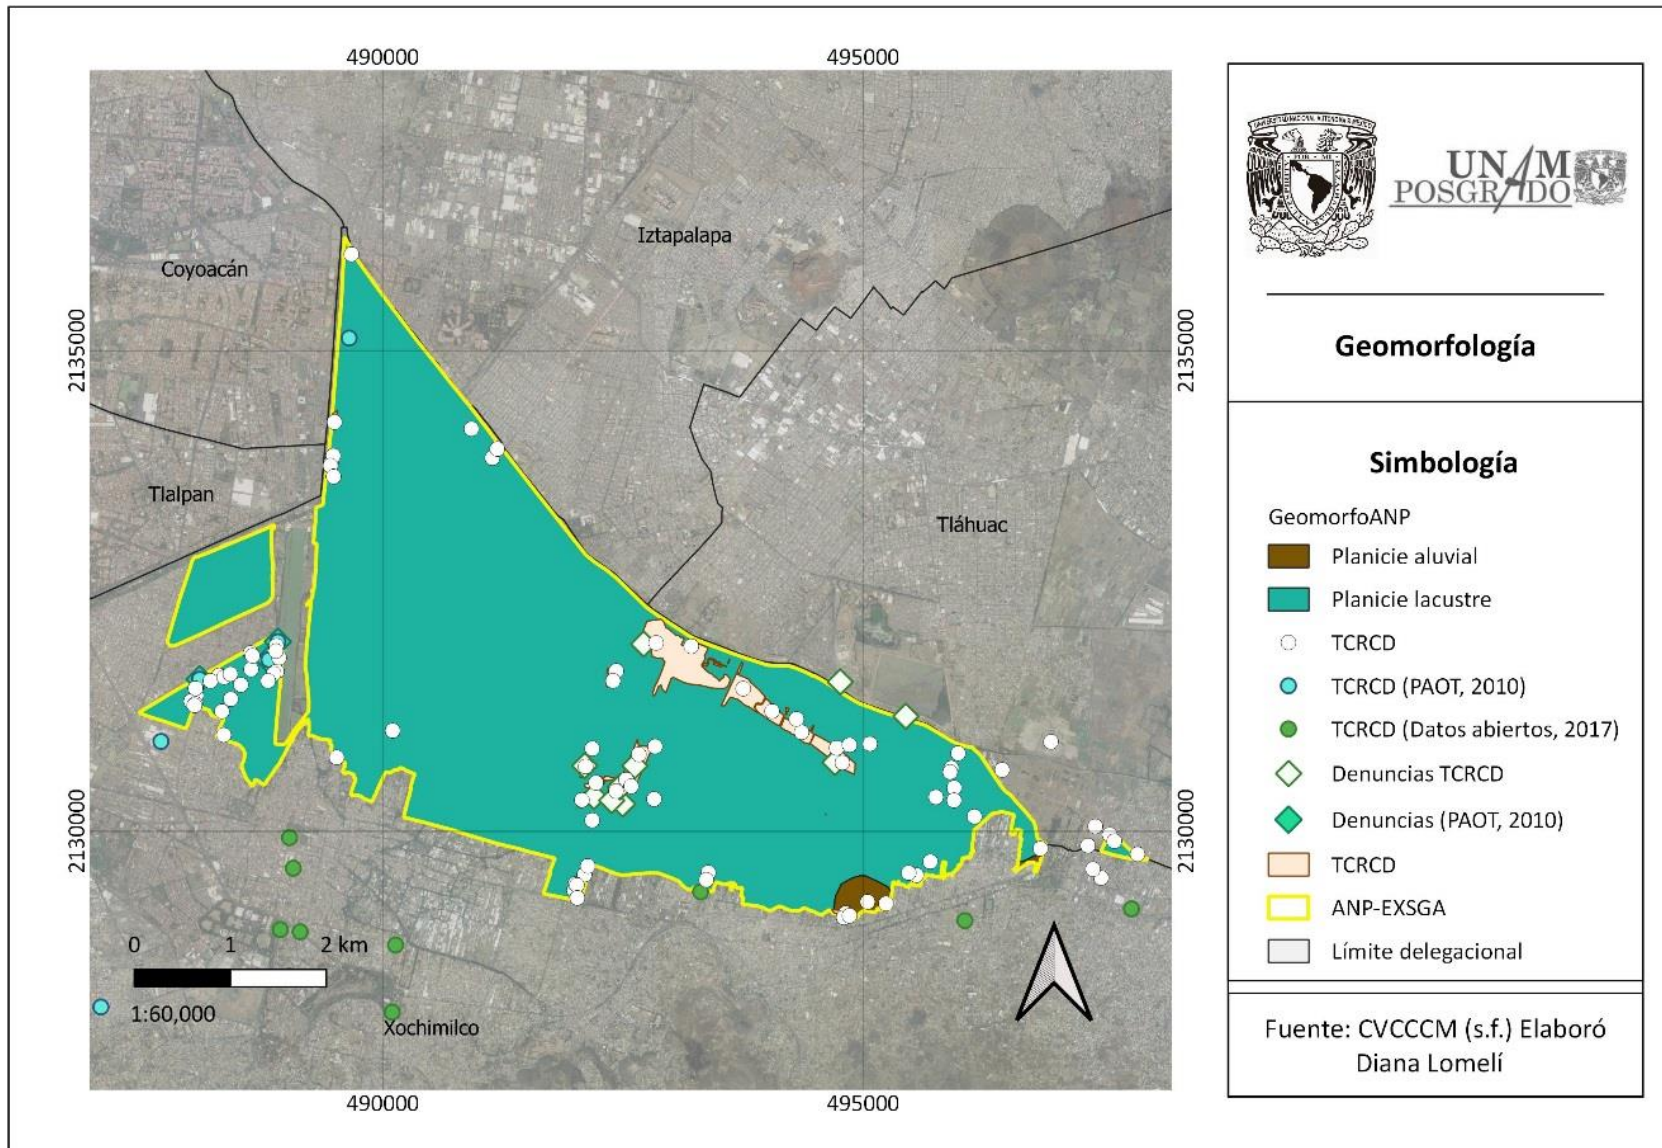 490000
495000
2135000
2135000
2130000
2130000
490000
495000
Iztapalapa
Coyoacán
Tlalpan
Tláhuac
Xochimilco
0 1 2 km
1:60,000
UNAM
POSGRADO
Geomorfología
Simbología
GeomorfoANP
Planicie aluvial
Planicie lacustre
TCRCD
TCRCD (PAOT, 2010)
TCRCD (Datos abiertos, 2017)
Denuncias TCRCD
Denuncias (PAOT, 2010)
TCRCD
ANP-EXSGA
Límite delegacional
Fuente: CVCCCM (s.f.) Elaboró
Diana Lomelí